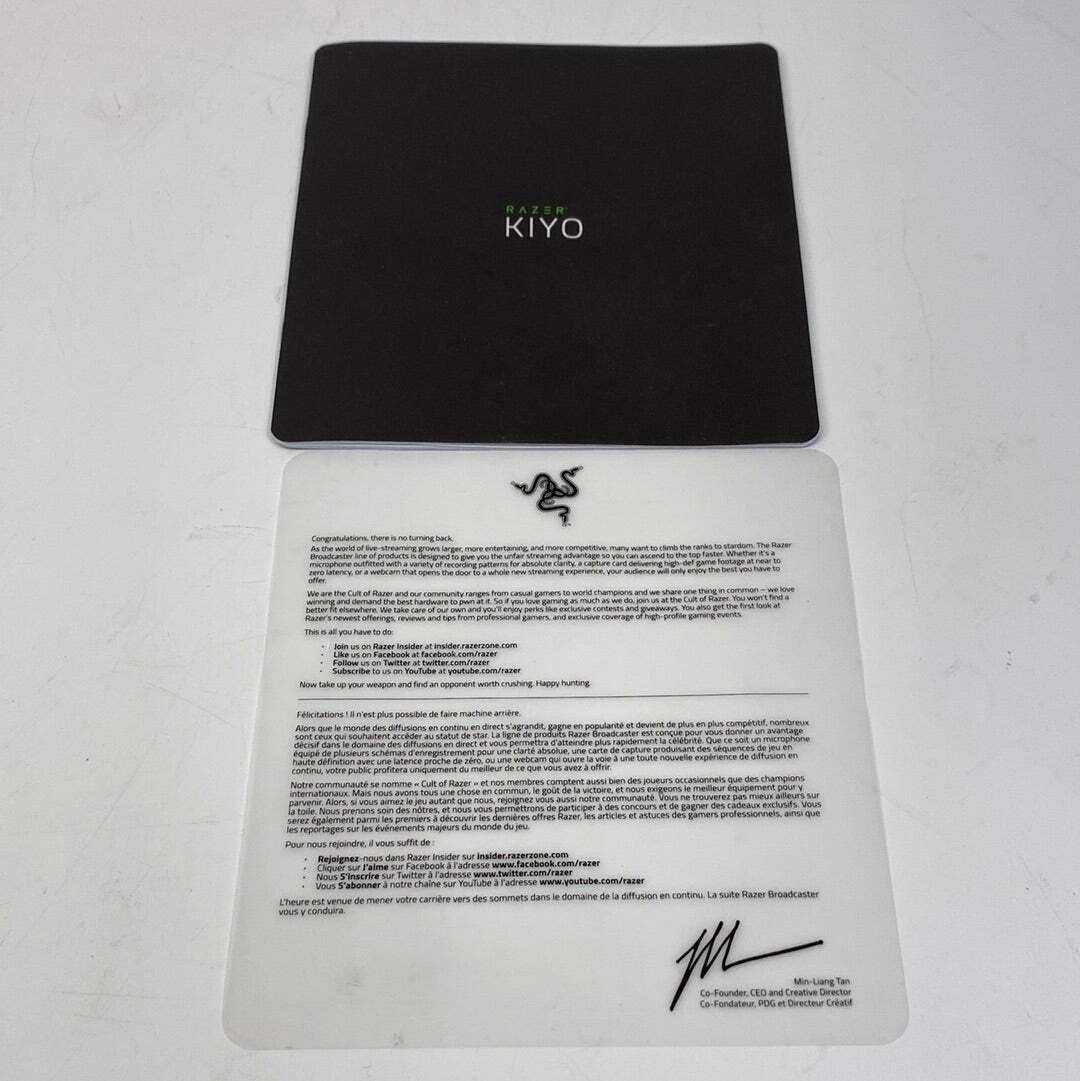 RAZER
KIYO
Congratulations, there is no turning back.
As the world of live-streaming grows larger, more entertaining, and more competitive, many want to climb the ranks to stardom. The Razer
Broadcaster line of products is designed to give you the unfair streaming advantage so you can ascend to the top faster. Whether it's a
microphone outfitted with a variety of recording patterns for absolute clarity, a capture card delivering high-def game footage at near to
zero latency, or a webcam that opens the door to a whole new streaming experience, your audience will only enjoy the best you have to
offer.
We are the Cult of Razer and our community ranges from casual gamers to world champions and we share one thing in common – we love
winning and demand the best hardware to pwn at it. So if you love gaming as much as we do, join us at the Cult of Razer. You won't find a
better fit elsewhere. We take care of our own and you'll enjoy perks like exclusive contests and giveaways. You also get the first look at
Razer's newest offerings, reviews and tips from professional gamers, and exclusive coverage of high-profile gaming events.
This is all you have to do:
· Join us on Razer Insider at insider.razerzone.com
· Like us on Facebook at facebook.com/razer
· Follow us on Twitter at twitter.com/razer
· Subscribe to us on YouTube at youtube.com/razer
Now take up your weapon and find an opponent worth crushing. Happy hunting.
Félicitations ! Il n'est plus possible de faire machine arrière.
Alors que le monde des diffusions en continu en direct s'agrandit, gagne en popularité et devient de plus en plus compétitif, nombreux
sont ceux qui souhaitent accéder au statut de star. La ligne de produits Razer Broadcaster est conçue pour vous donner un avantage
décisif dans le domaine des diffusions en direct et vous permettra d'atteindre plus rapidement la célébrité. Que ce soit un microphone
équipé de plusieurs schémas d'enregistrement pour une clarté absolue, une carte de capture produisant des séquences de jeu en
haute définition avec une latence proche de zéro, ou une webcam qui ouvre la voie à une toute nouvelle expérience de diffusion en
continu, votre public profitera uniquement du meilleur de ce que vous avez à offrir.
Notre communauté se nomme « Cult of Razer » et nos membres comptent aussi bien des joueurs occasionnels que des champions
internationaux. Mais nous avons tous une chose en commun, le goût de la victoire, et nous exigeons le meilleur équipement pour y
parvenir. Alors, si vous aimez le jeu autant que nous, rejoignez vous aussi notre communauté. Vous ne trouverez pas mieux ailleurs sur
la toile. Nous prenons soin des nôtres, et nous vous permettrons de participer à des concours et de gagner des cadeaux exclusifs. Vous
serez également parmi les premiers à découvrir les dernières offres Razer, les articles et astuces des gamers professionnels, ainsi que
les reportages sur les événements majeurs du monde du jeu.
Pour nous rejoindre, il vous suffit de :
· Rejoignez-nous dans Razer Insider sur insider.razerzone.com
· Cliquer sur J'aime sur Facebook à l'adresse www.facebook.com/razer
· Nous S'inscrire sur Twitter à l'adresse www.twitter.com/razer
· Vous S'abonner à notre chaîne sur YouTube à l'adresse www.youtube.com/razer
L'heure est venue de mener votre carrière vers des sommets dans le domaine de la diffusion en continu. La suite Razer Broadcaster
vous y conduira.
Min-Liang Tan
Co-Founder, CEO and Creative Director
Co-Fondateur, PDG et Directeur Créatif